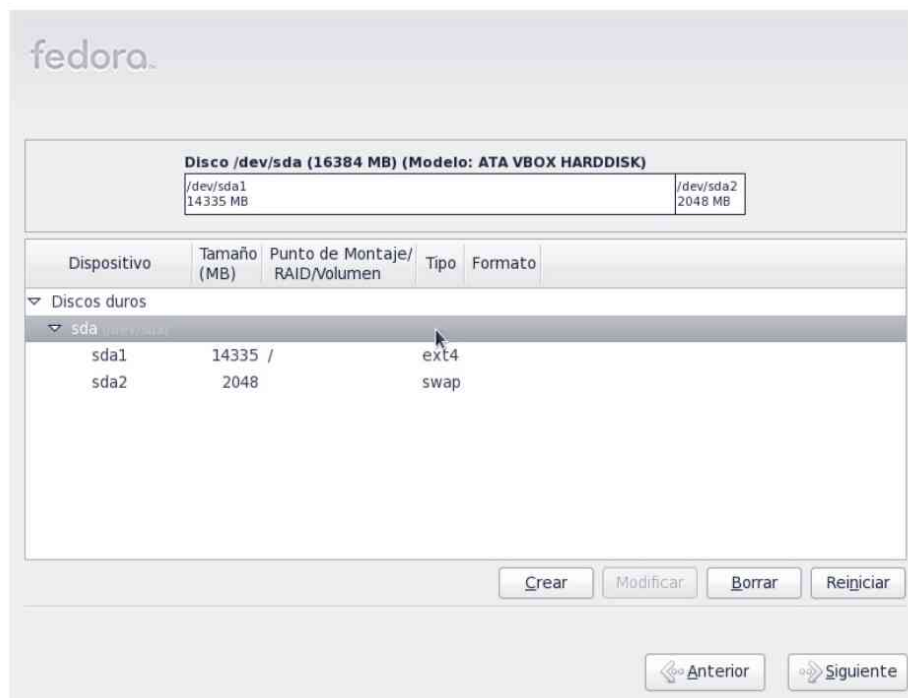 fedora
Disco /dev/sda (16384 MB) (Modelo: ATA VBOX HARDDISK)
/dev/sda1
14335 MB
/dev/sda2
2048 MB
Dispositivo
Tamaño
(MB)
Punto de Montaje/
RAID/Volumen
Tipo
Formato
Discos duros
sda (/dev/sda)
sda1 14335 / ext4
sda2 2048 swap
Crear
Modificar
Borrar
Reiniciar
Anterior
Siguiente